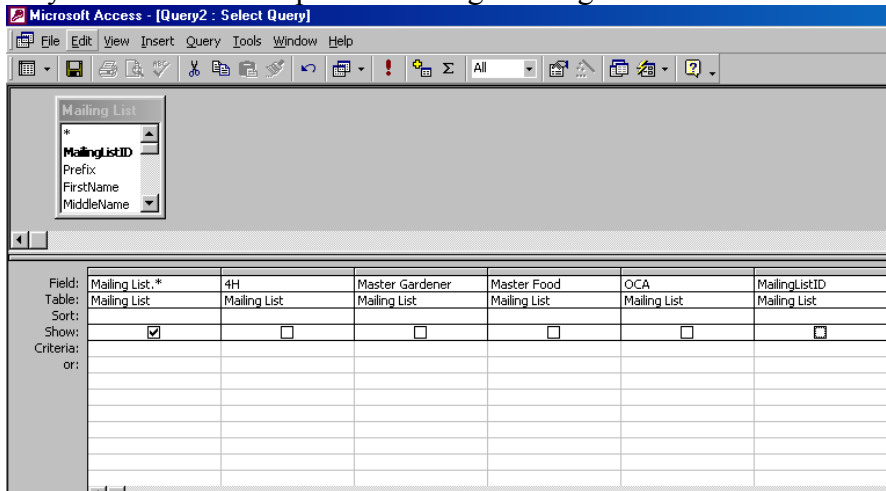 Microsoft Access - [Query2 : Select Query]
File Edit View Insert Query Tools Window Help
All
Mailing List
*
MailingListID
Prefix
FirstName
MiddleName
Field: Mailing List.* 4H Master Gardener Master Food OCA MailingListID
Table: Mailing List Mailing List Mailing List Mailing List Mailing List Mailing List
Sort:
Show:
Criteria:
or: